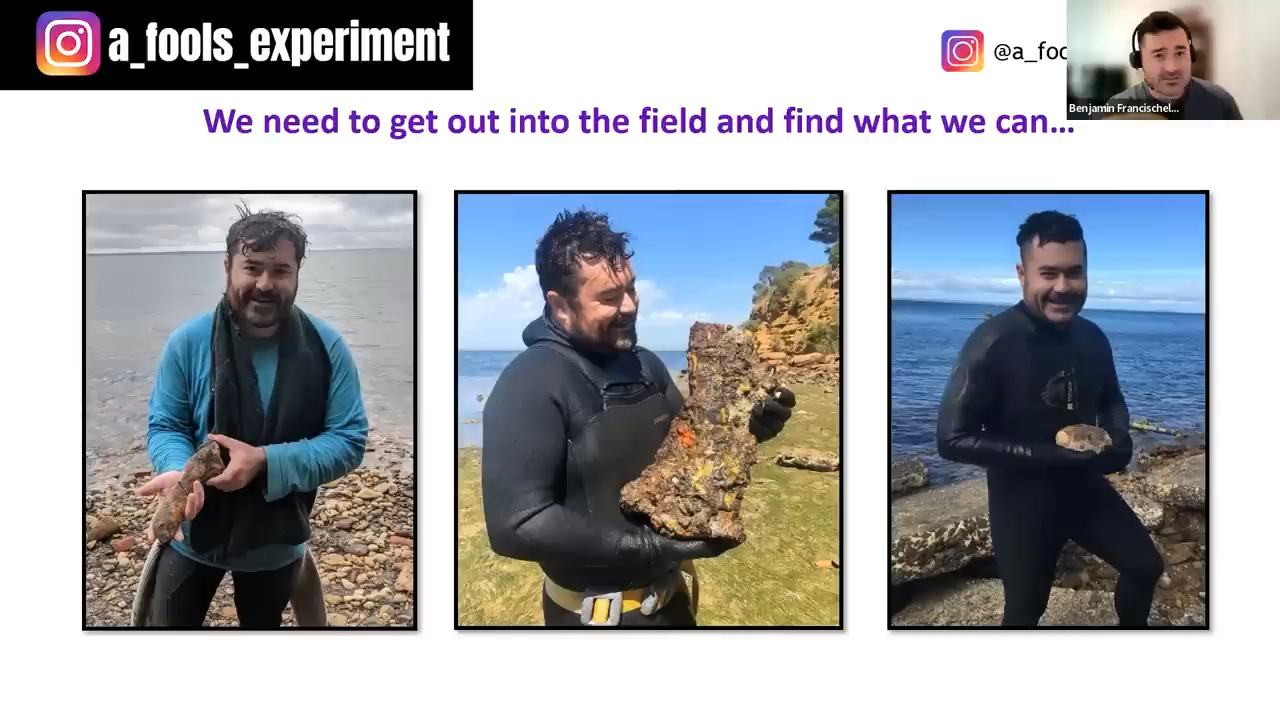 a_fools_experiment
@a_foo
Benjamin Francischel...
We need to get out into the field and find what we can...